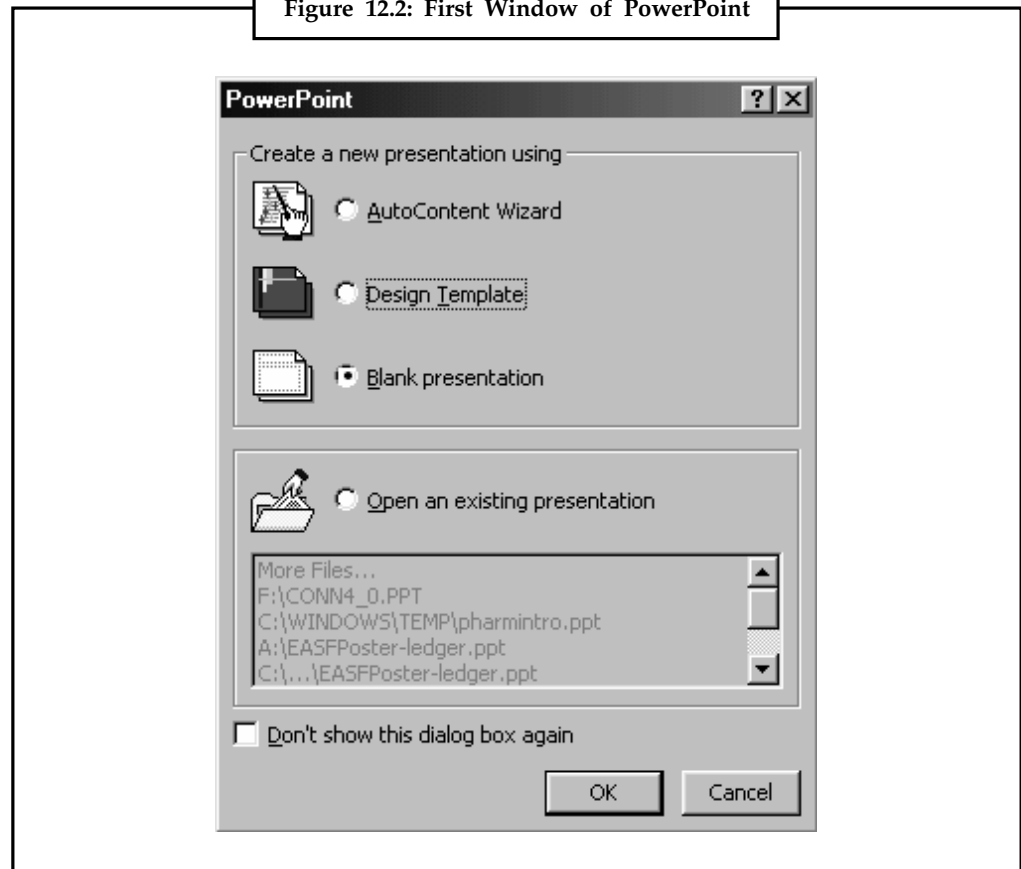 Figure 12.2: First Window of PowerPoint
PowerPoint
Create a new presentation using
AutoContent Wizard
Design Template
Blank presentation
Open an existing presentation
More Files...
F:\CONN4_0.PPT
C:\WINDOWS\TEMP\pharmintro.ppt
A:\EASFPoster-ledger.ppt
C:\...\EASFPoster-ledger.ppt
Don't show this dialog box again
OK Cancel